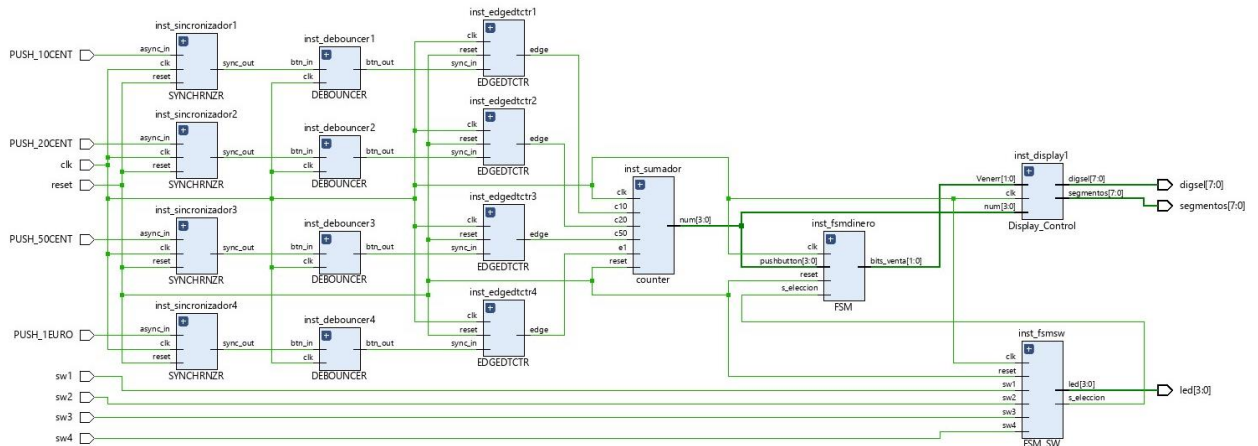 inst_sincronizador1
PUSH_10CENT
async_in
clk
reset
sync_out
SYNCHRNZR
inst_debouncer1
btn_in
clk
btn_out
DEBOUNCER
inst_edgedtctr1
clk
reset
sync_in
edge
EDGEDTCTR
inst_sincronizador2
PUSH_20CENT
clk
reset
async_in
clk
reset
sync_out
SYNCHRNZR
inst_debouncer2
btn_in
clk
btn_out
DEBOUNCER
inst_edgedtctr2
clk
reset
sync_in
edge
EDGEDTCTR
inst_sincronizador3
PUSH_50CENT
async_in
clk
reset
sync_out
SYNCHRNZR
inst_debouncer3
btn_in
clk
btn_out
DEBOUNCER
inst_edgedtctr3
clk
reset
sync_in
edge
EDGEDTCTR
inst_sincronizador4
PUSH_1EURO
async_in
clk
reset
sync_out
SYNCHRNZR
inst_debouncer4
btn_in
clk
btn_out
DEBOUNCER
inst_edgedtctr4
clk
reset
sync_in
edge
EDGEDTCTR
inst_sumador
clk
c10
c20
c50
e1
reset
num[3:0]
counter
inst_fsmdinero
clk
pushbutton[3:0]
reset
s_eleccion
bits_venta[1:0]
FSM
inst_display1
Venerr[1:0]
clk
num[3:0]
digsel[7:0]
segmentos[7:0]
Display_Control
digsel[7:0]
segmentos[7:0]
sw1
sw2
sw3
sw4
inst_fsmsw
clk
reset
sw1
sw2
sw3
sw4
led[3:0]
s_eleccion
FSM_SW
led[3:0]